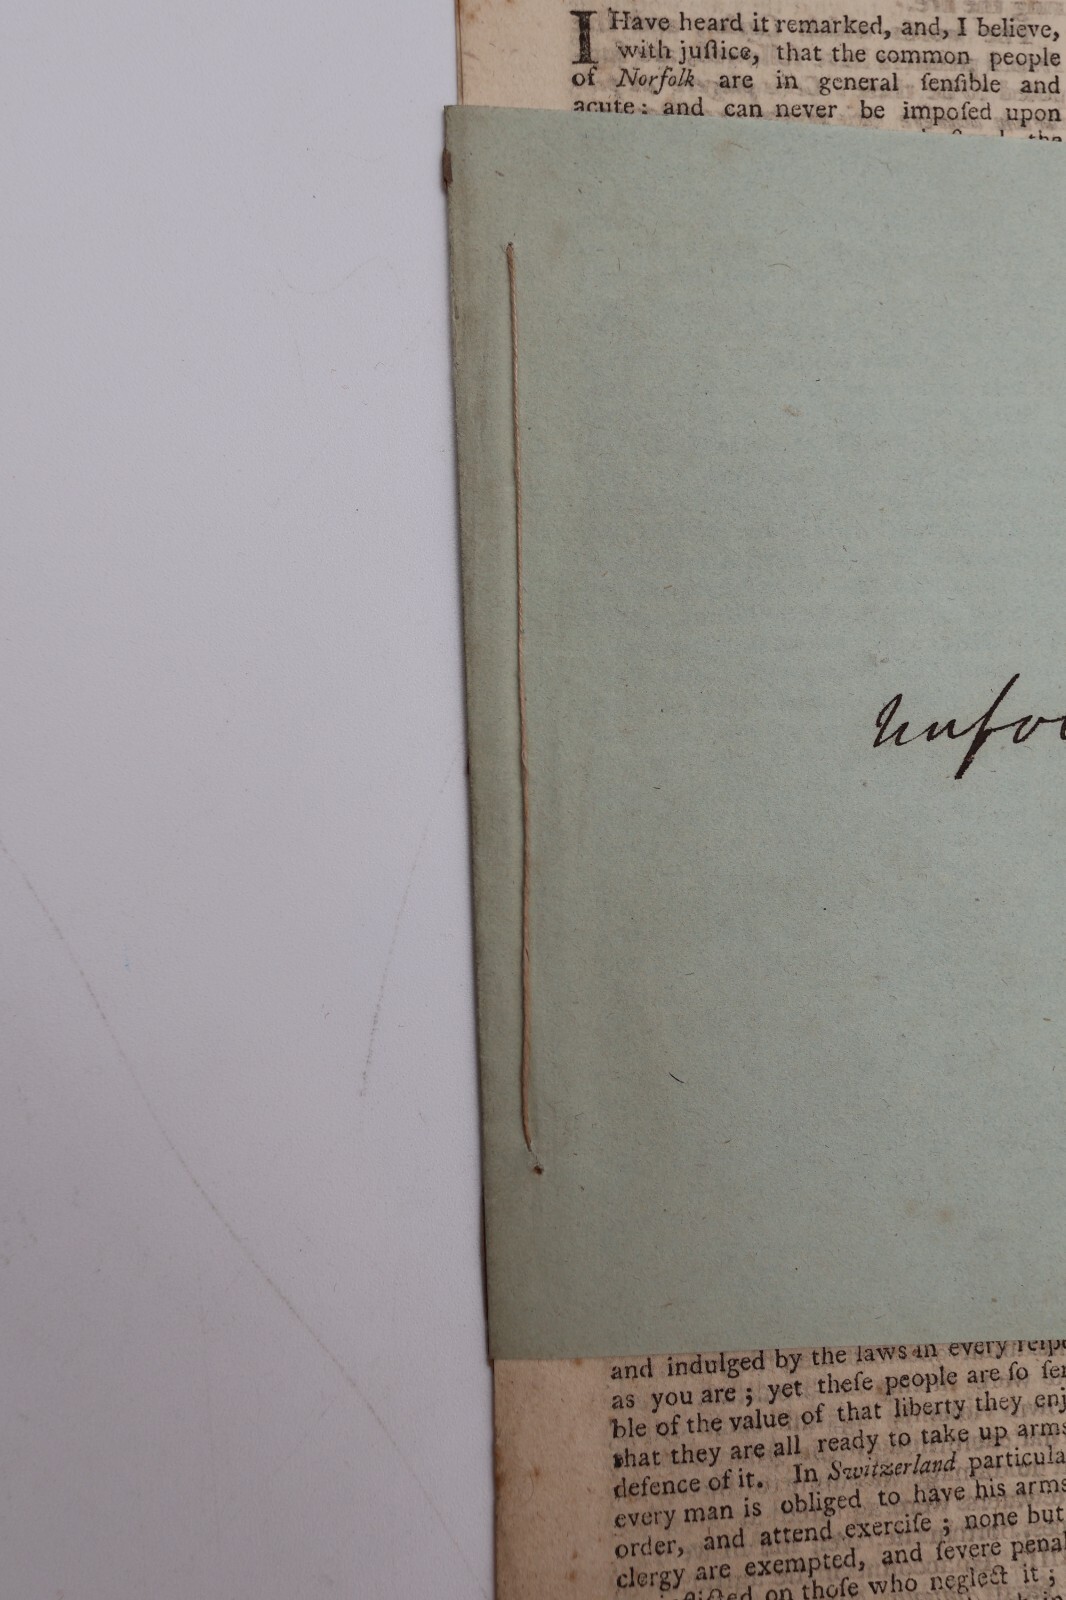 I Have heard it remarked, and, I believe,
with juſtice, that the common people
of Norfolk are in general ſenſible and
acute: and can never be impoſed upon
and indulged by the laws in every
as you are; yet theſe people are ſo
ble of the value of that liberty they enj
that they are all ready to take up arms
defence of it. In Switzerland particula
every man is obliged to have his arms
order, and attend exerciſe; none but
clergy are exempted, and ſevere penal
on thoſe who neglect it;